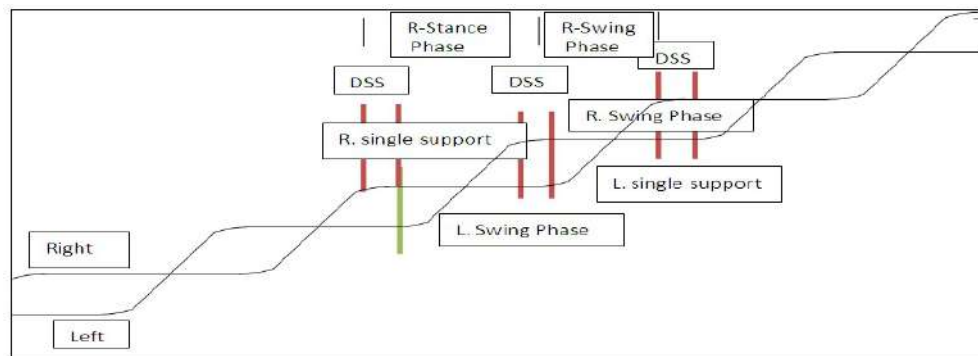 R-Stance
Phase
R-Swing
Phase
DSS
DSS
DSS
R. single support
R. Swing Phase
L. single support
L. Swing Phase
Right
Left